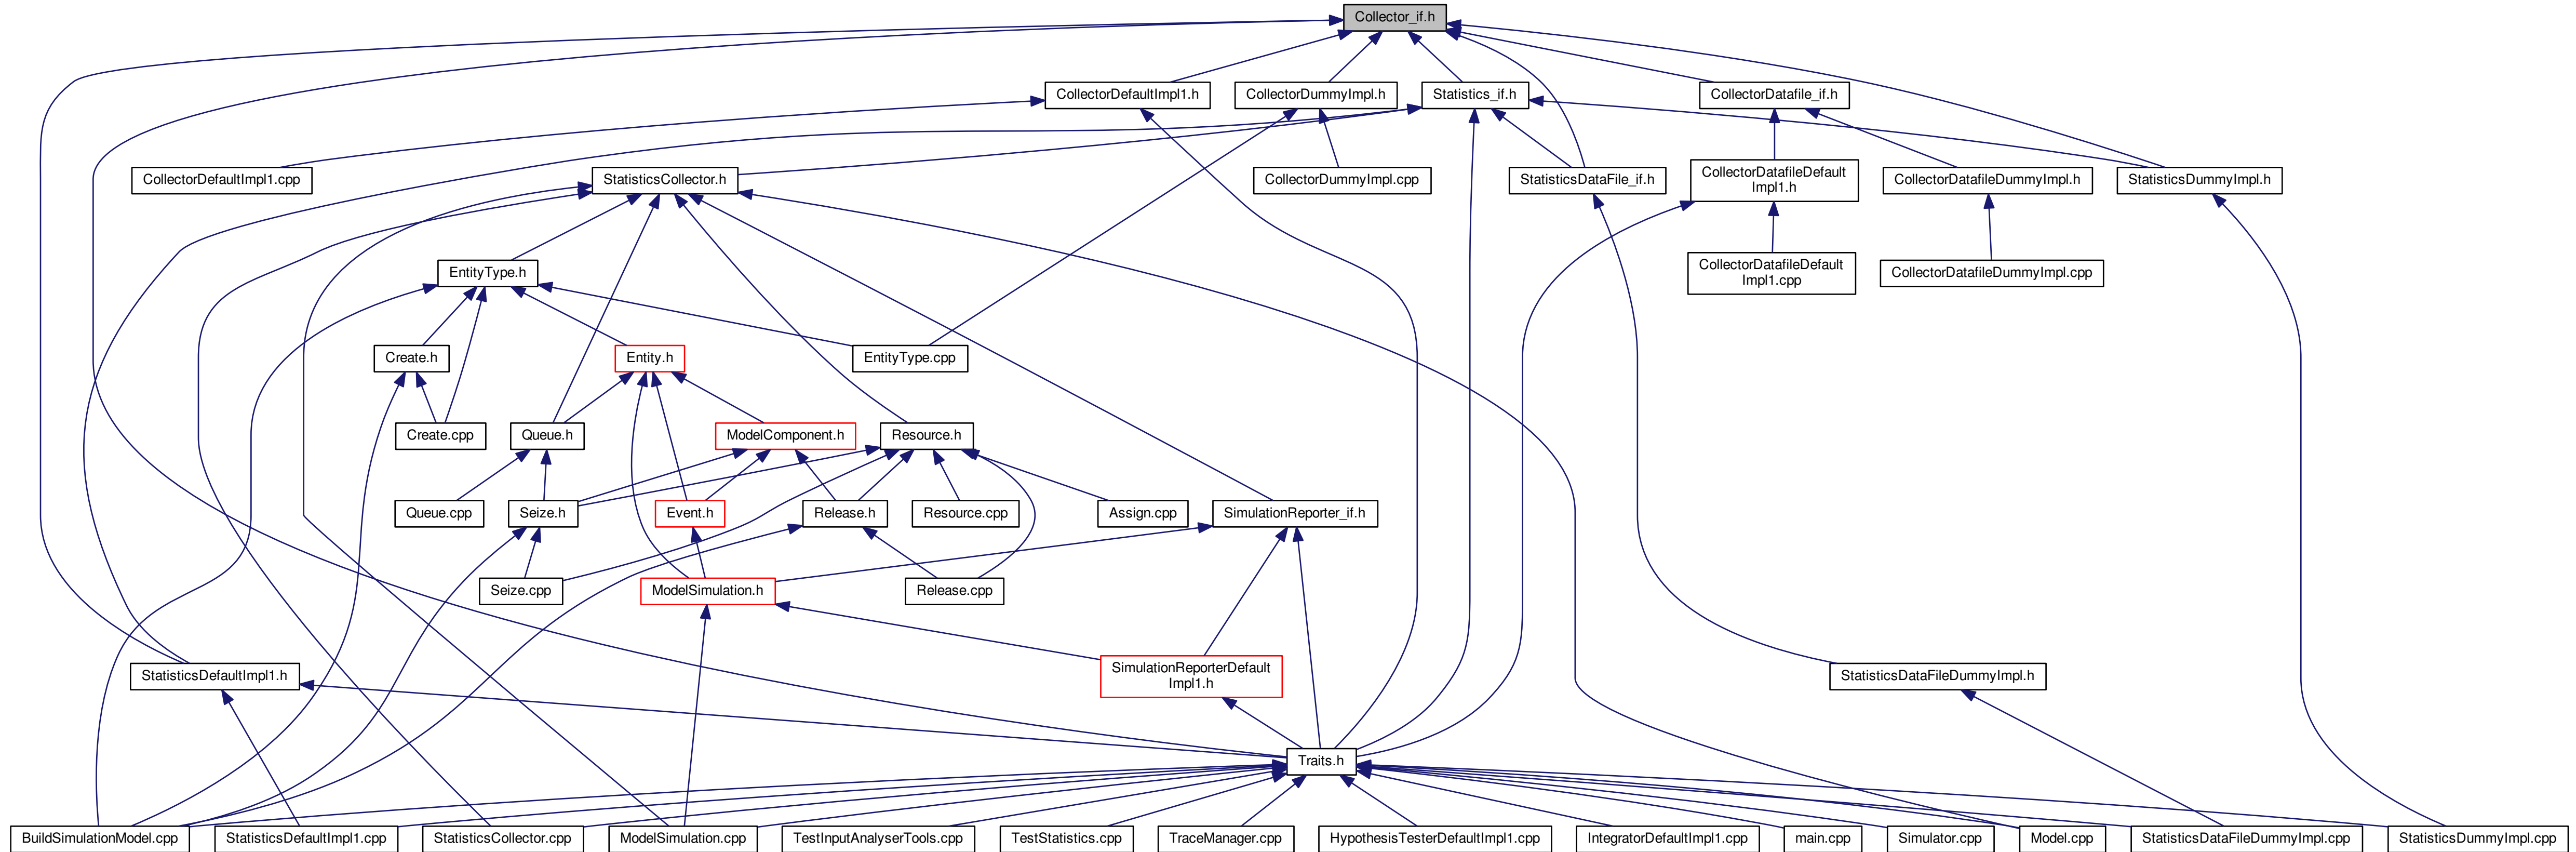 Collector_if.h
CollectorDefaultImpl1.h
CollectorDummyImpl.h
Statistics_if.h
CollectorDatafile_if.h
CollectorDefaultImpl1.cpp
StatisticsCollector.h
CollectorDummyImpl.cpp
StatisticsDataFile_if.h
CollectorDatafileDefault
Impl1.h
CollectorDatafileDummyImpl.h
StatisticsDummyImpl.h
EntityType.h
CollectorDatafileDefault
Impl1.cpp
CollectorDatafileDummyImpl.cpp
Create.h
Entity.h
EntityType.cpp
Create.cpp
Queue.h
ModelComponent.h
Resource.h
Queue.cpp
Seize.h
Event.h
Release.h
Resource.cpp
Assign.cpp
SimulationReporter_if.h
Seize.cpp
ModelSimulation.h
Release.cpp
StatisticsDefaultImpl1.h
SimulationReporterDefault
Impl1.h
StatisticsDataFileDummyImpl.h
Traits.h
BuildSimulationModel.cpp
StatisticsDefaultImpl1.cpp
StatisticsCollector.cpp
ModelSimulation.cpp
TestInputAnalyserTools.cpp
TestStatistics.cpp
TraceManager.cpp
HypothesisTesterDefaultImpl1.cpp
IntegratorDefaultImpl1.cpp
main.cpp
Simulator.cpp
Model.cpp
StatisticsDataFileDummyImpl.cpp
StatisticsDummyImpl.cpp